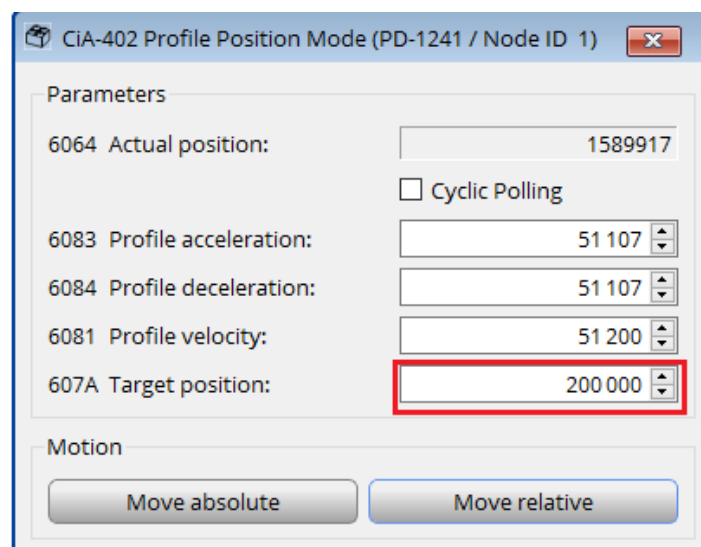 CiA-402 Profile Position Mode (PD-1241 / Node ID 1)
Parameters
6064 Actual position: 1589917
Cyclic Polling
6083 Profile acceleration: 51 107
6084 Profile deceleration: 51 107
6081 Profile velocity: 51 200
607A Target position: 200 000
Motion
Move absolute Move relative